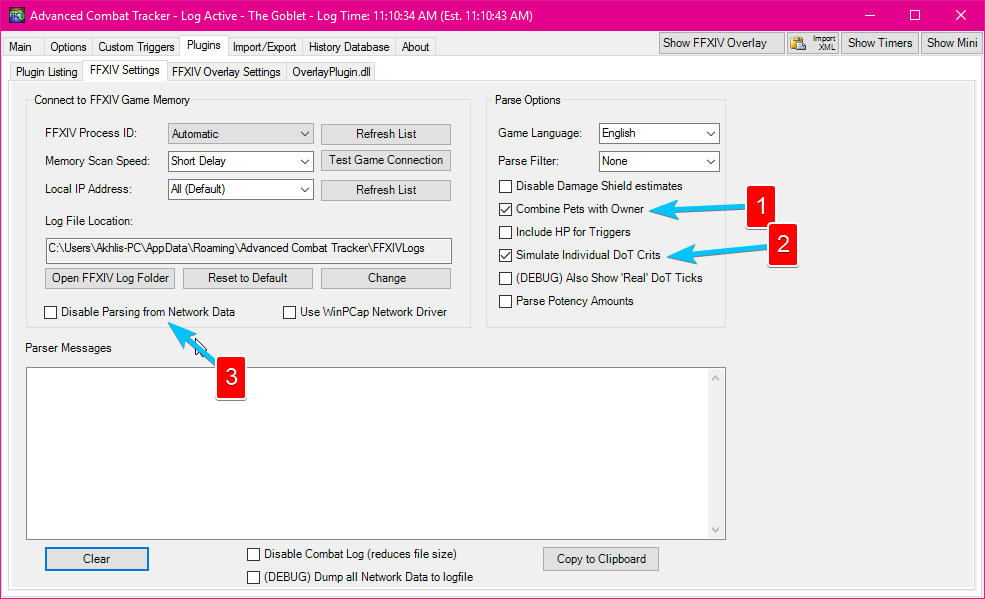 Advanced Combat Tracker - Log Active - The Goblet - Log Time: 11:10:34 AM (Est. 11:10:43 AM)
Main Options Custom Triggers Plugins Import/Export History Database About Show FFXIV Overlay Import XML Show Timers Show Mini
Plugin Listing FFXIV Settings FFXIV Overlay Settings OverlayPlugin.dll
Connect to FFXIV Game Memory
FFXIV Process ID: Automatic Refresh List
Memory Scan Speed: Short Delay Test Game Connection
Local IP Address: All (Default) Refresh List
Log File Location:
C:\Users\Akhlis-PC\AppData\Roaming\Advanced Combat Tracker\FFXIVLogs
Open FFXIV Log Folder Reset to Default Change
Disable Parsing from Network Data Use WinPCap Network Driver
3
Parse Options
Game Language: English
Parse Filter: None
Disable Damage Shield estimates
Combine Pets with Owner
1
Include HP for Triggers
Simulate Individual DoT Crits
2
(DEBUG) Also Show 'Real' DoT Ticks
Parse Potency Amounts
Parser Messages
Clear
Disable Combat Log (reduces file size)
(DEBUG) Dump all Network Data to logfile
Copy to Clipboard